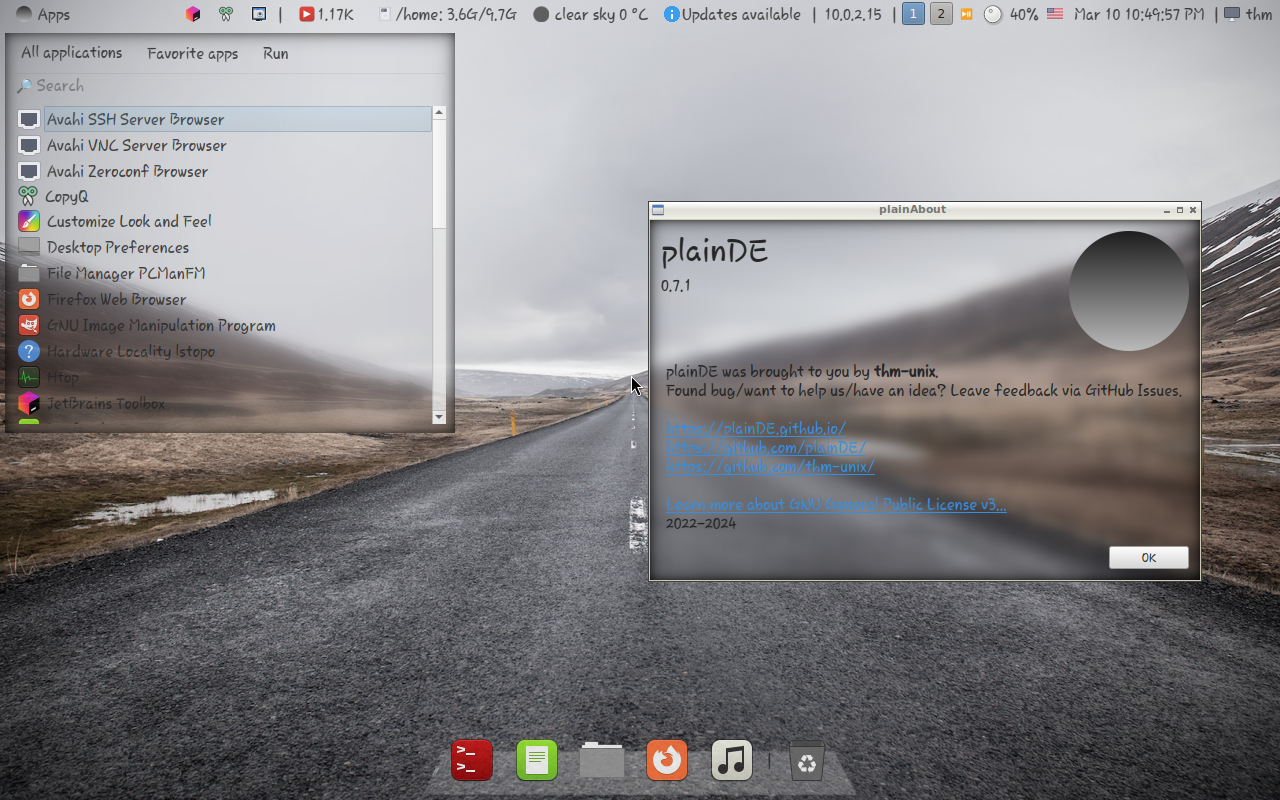 Apps
1.17K
/home: 3.6G/9.7G
clear sky 0 °C
Updates available
10.0.2.15
1
2
40%
Mar 10 10:49:57 PM
thm
All applications
Favorite apps
Run
Search
Avahi SSH Server Browser
Avahi VNC Server Browser
Avahi Zeroconf Browser
CopyQ
Customize Look and Feel
Desktop Preferences
File Manager PCManFM
Firefox Web Browser
GNU Image Manipulation Program
Hardware Locality lstopo
Htop
JetBrains Toolbox
plainAbout
plainDE
0.7.1
plainDE was brought to you by thm-unix.
Found bug/want to help us/have an idea? Leave feedback via GitHub Issues.
https://plainDE.github.io/
https://github.com/plainDE/
https://github.com/thm-unix/
Learn more about GNU General Public License v3...
2022-2024
OK